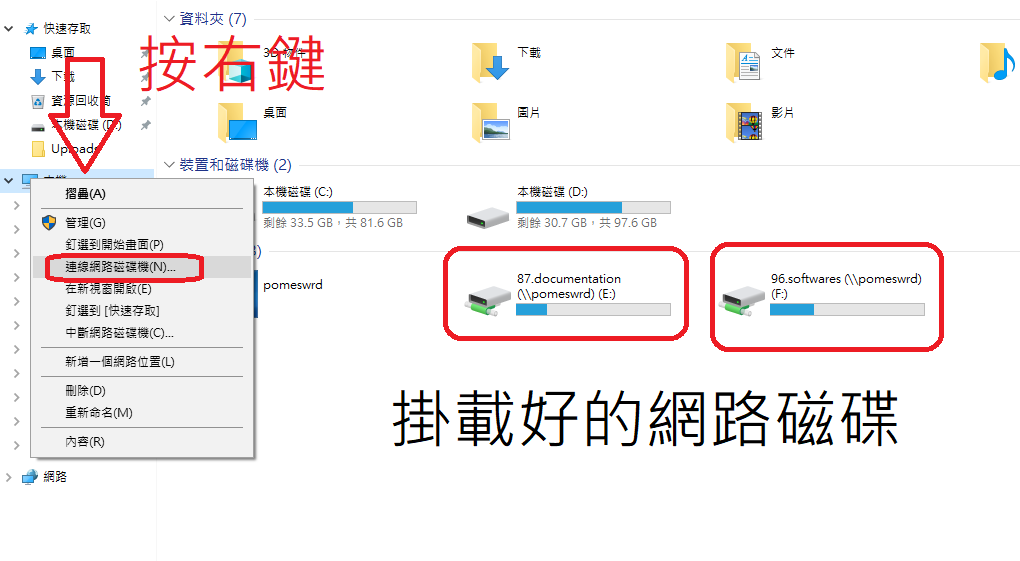 快速存取
桌面
下載
資源回收筒
本機磁碟 (D:)
Uploads
按右鍵
資料夾 (7)
下載
文件
桌面
圖片
影片
裝置和磁碟機 (2)
本機磁碟 (C:)
剩餘 33.5 GB，共 81.6 GB
本機磁碟 (D:)
剩餘 30.7 GB，共 97.6 GB
摺疊(A)
管理(G)
釘選到開始畫面(P)
連線網路磁碟機(N)...
在新視窗開啟(E)
釘選到 [快速存取]
中斷網路磁碟機(C)...
新增一個網路位置(L)
刪除(D)
重新命名(M)
內容(R)
pomeswrd
87.documentation
(\\pomeswrd) (E:)
96.softwares (\\pomeswrd)
(F:)
掛載好的網路磁碟
網路